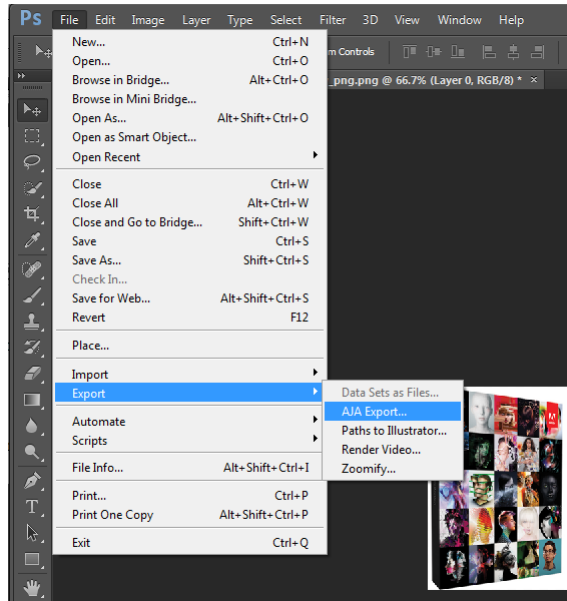 Ps File Edit Image Layer Type Select Filter 3D View Window Help
m Controls
_png.png @ 66.7% (Layer 0, RGB/8) * ×
New... Ctrl+N
Open... Ctrl+O
Browse in Bridge... Alt+Ctrl+O
Browse in Mini Bridge...
Open As... Alt+Shift+Ctrl+O
Open as Smart Object...
Open Recent
Close Ctrl+W
Close All Alt+Ctrl+W
Close and Go to Bridge... Shift+Ctrl+W
Save Ctrl+S
Save As... Shift+Ctrl+S
Check In...
Save for Web... Alt+Shift+Ctrl+S
Revert F12
Place...
Import
Export
Data Sets as Files...
AJA Export...
Paths to Illustrator...
Render Video...
Zoomify...
Automate
Scripts
File Info... Alt+Shift+Ctrl+I
Print... Ctrl+P
Print One Copy Alt+Shift+Ctrl+P
Exit Ctrl+Q